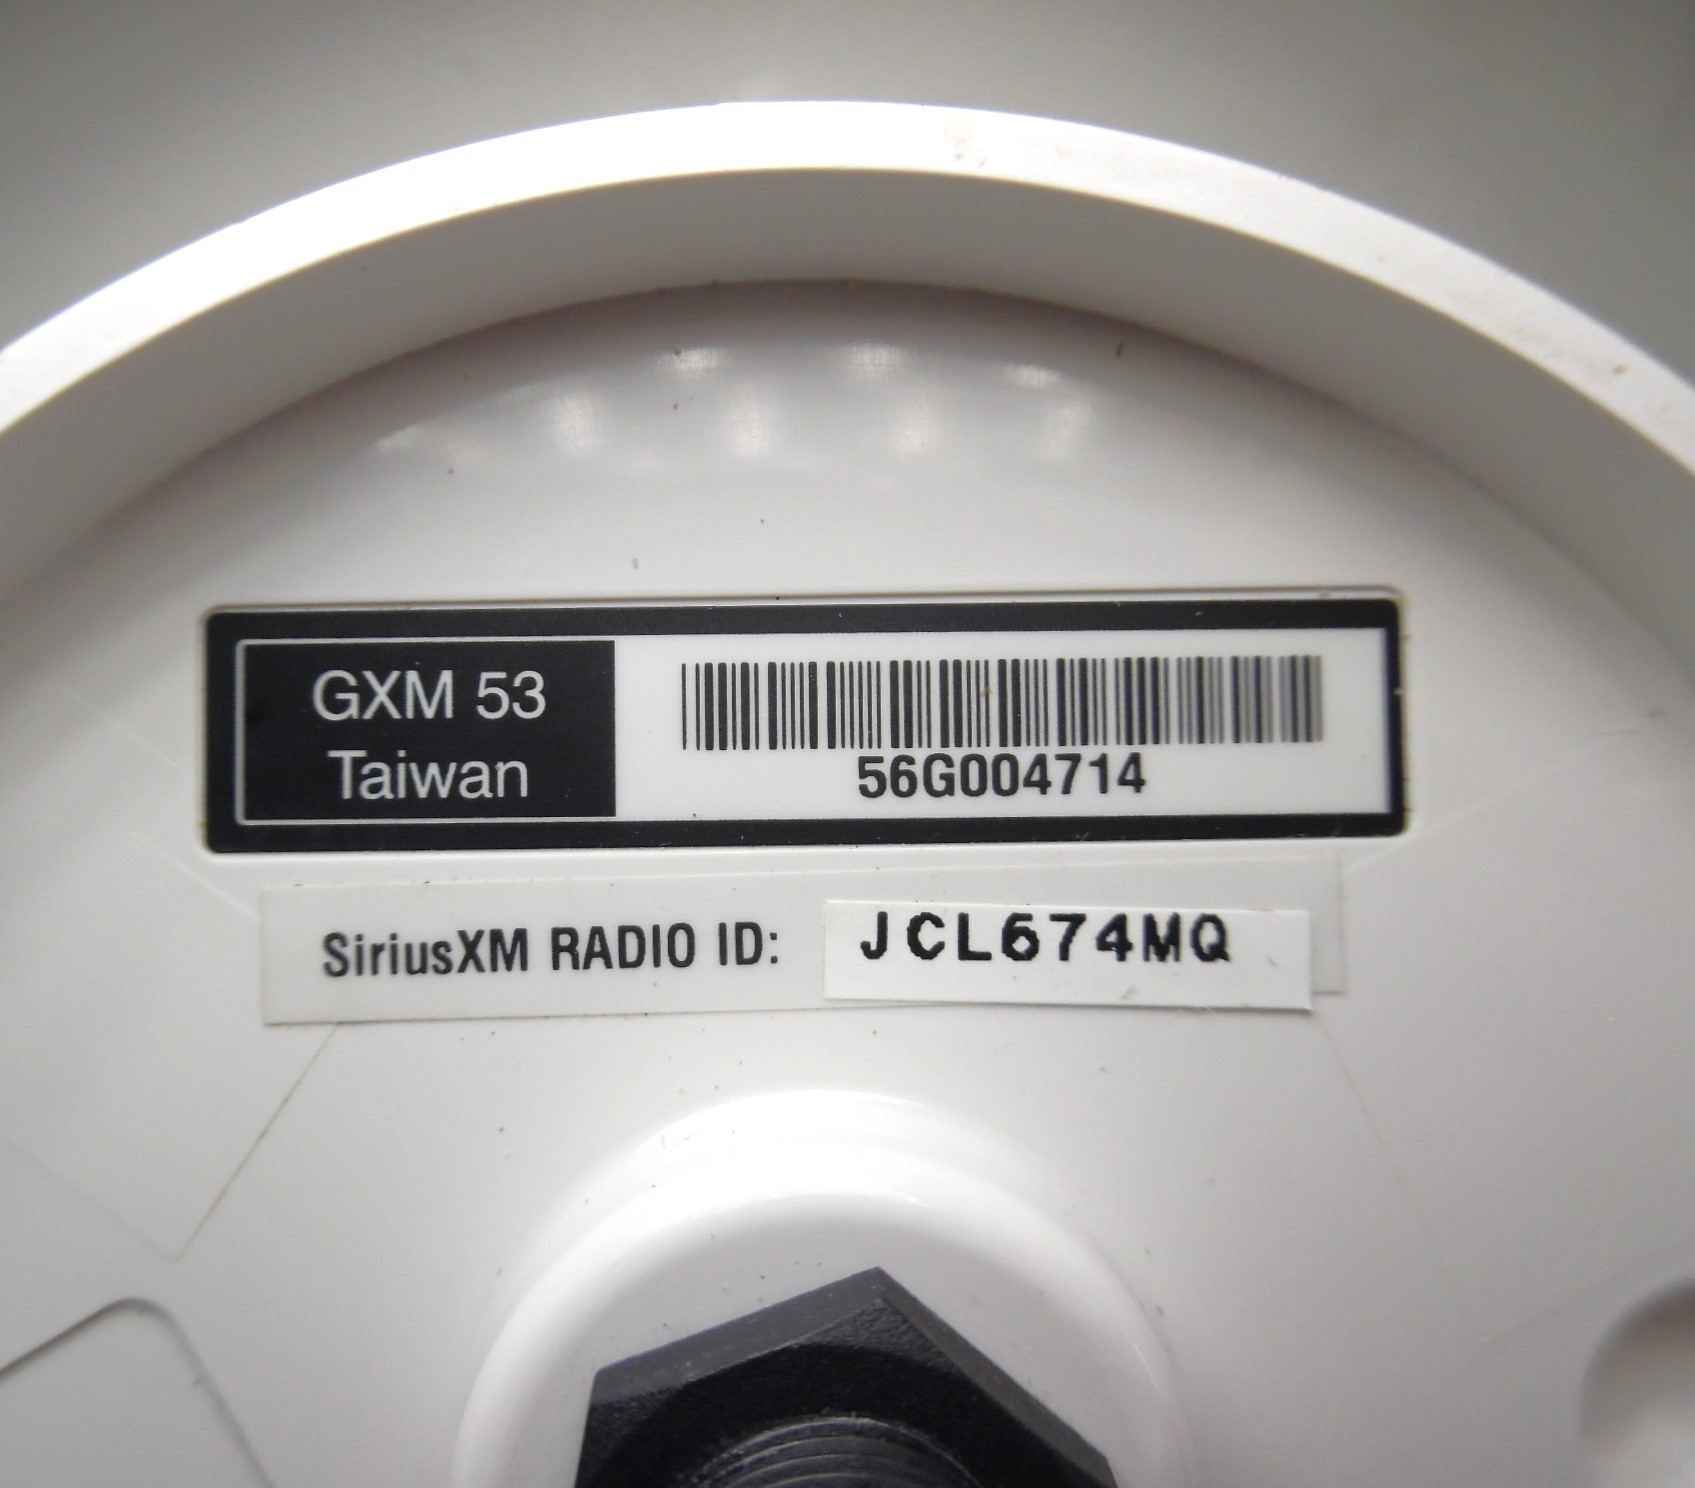 GXM 53
Taiwan
56G004714
SiriusXM RADIO ID: JCL674MQ